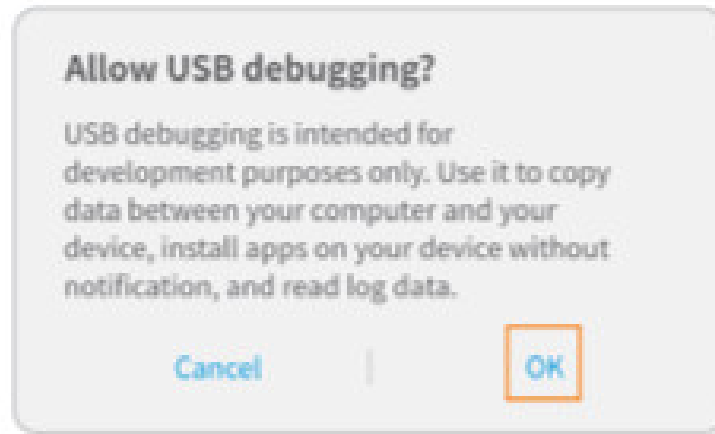 Allow USB debugging?
USB debugging is intended for
development purposes only. Use it to copy
data between your computer and your
device, install apps on your device without
notification, and read log data.
Cancel
OK